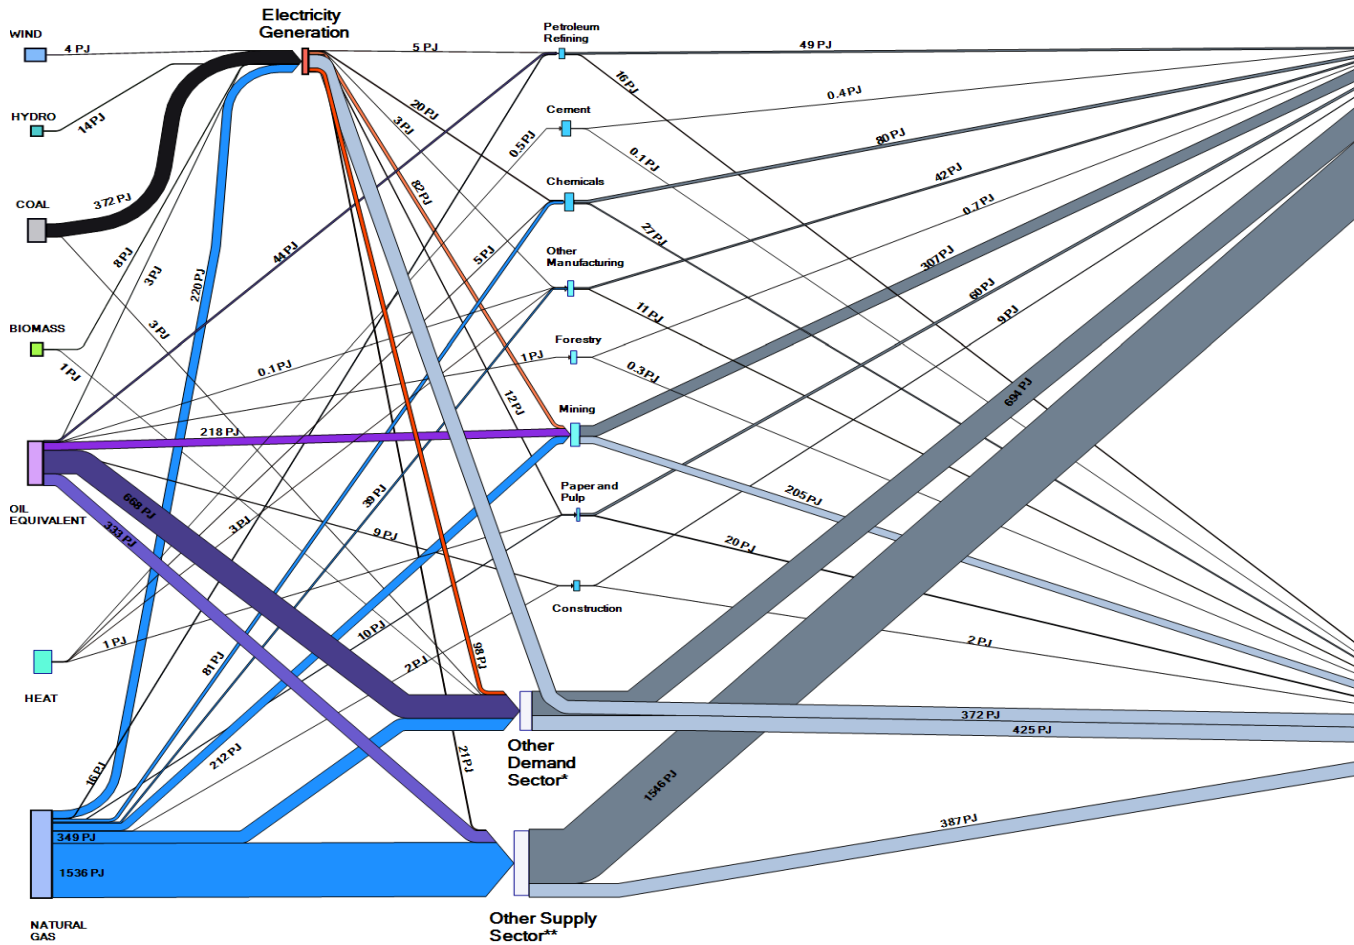 Electricity
Generation
WIND
4 PJ
5 PJ
Petroleum
Refining
49 PJ
16 PJ
HYDRO
14 PJ
20 PJ
3 PJ
0.5 PJ
Cement
0.4 PJ
0.1 PJ
80 PJ
COAL
372 PJ
82 PJ
Chemicals
42 PJ
0.7 PJ
27 PJ
8 PJ
3 PJ
220 PJ
44 PJ
5 PJ
Other
Manufacturing
307 PJ
60 PJ
9 PJ
11 PJ
BIOMASS
1 PJ
3 PJ
0.1 PJ
1 PJ
Forestry
0.3 PJ
694 PJ
12 PJ
Mining
218 PJ
OIL
EQUIVALENT
668 PJ
333 PJ
39 PJ
3 PJ
9 PJ
Paper and
Pulp
205 PJ
20 PJ
Construction
2 PJ
HEAT
1 PJ
10 PJ
81 PJ
2 PJ
98 PJ
372 PJ
425 PJ
Other
Demand
Sector*
16 PJ
212 PJ
21 PJ
1546 PJ
349 PJ
387 PJ
1536 PJ
NATURAL
GAS
Other Supply
Sector**